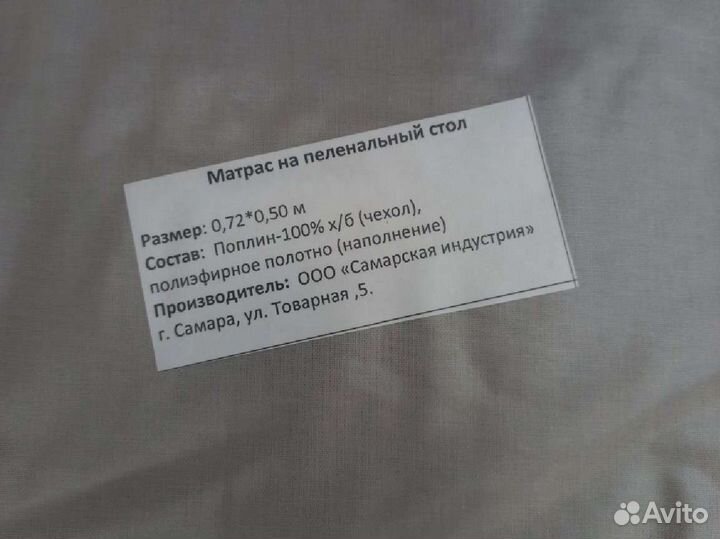 Матрас на пеленальный стол
Размер: 0,72*0,50 м
Состав: Поплин-100% х/б (чехол),
полиэфирное полотно (наполнение)
Производитель: ООО «Самарская индустрия»
г. Самара, ул. Товарная ,5.
Avito